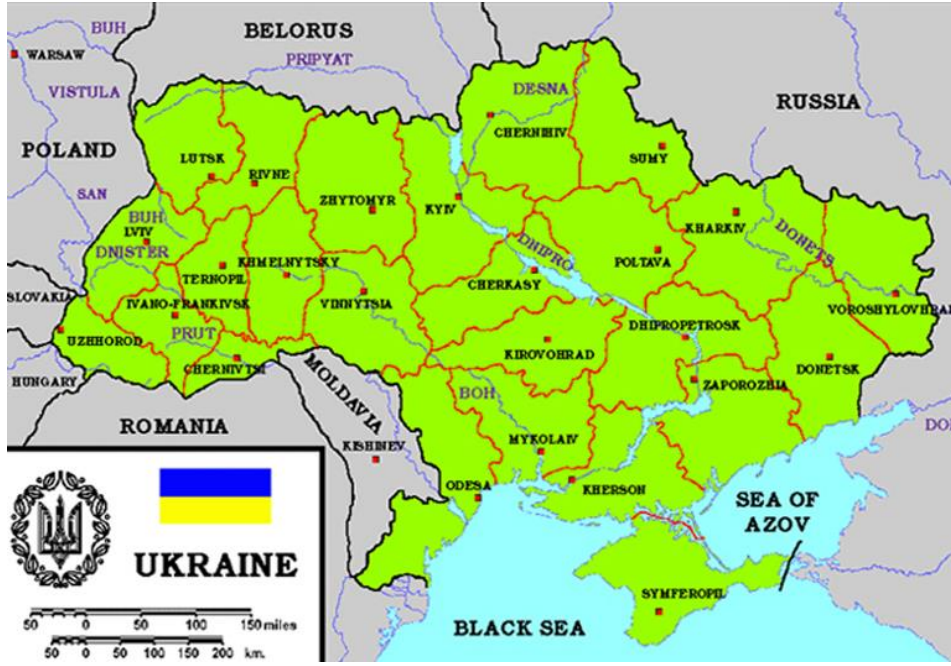 BUH
BELORUS
WARSAW
PRIPYAT
VISTULA
DESNA
RUSSIA
CHERNIHIV
POLAND
LUTSK
SUMY
RIVNE
SAN
ZHYTOMYR
KYIV
BUH
KHARKIV
LVIV
DONETS
DNISTER
DNIPRO
KHMELNYTSKY
POLTAVA
TERNOPIL
CHERKASY
SLOVAKIA
IVANO-FRANKIVSK
VINNYTSIA
VOROSHYLOVHRAD
UZHHOROD
PRUT
DHIPROPETROSK
KIROVOHRAD
CHERNIVTSI
DONETSK
HUNGARY
MOLDAVIA
ZAPOROZHIA
BOH
ROMANIA
DO
MYKOLAIV
KISHINEV
ODESA
KHERSON
SEA OF
AZOV
UKRAINE
SYMFEROPIL
50 0 50 100 150 miles
BLACK SEA
50 0 50 100 150 200 km.